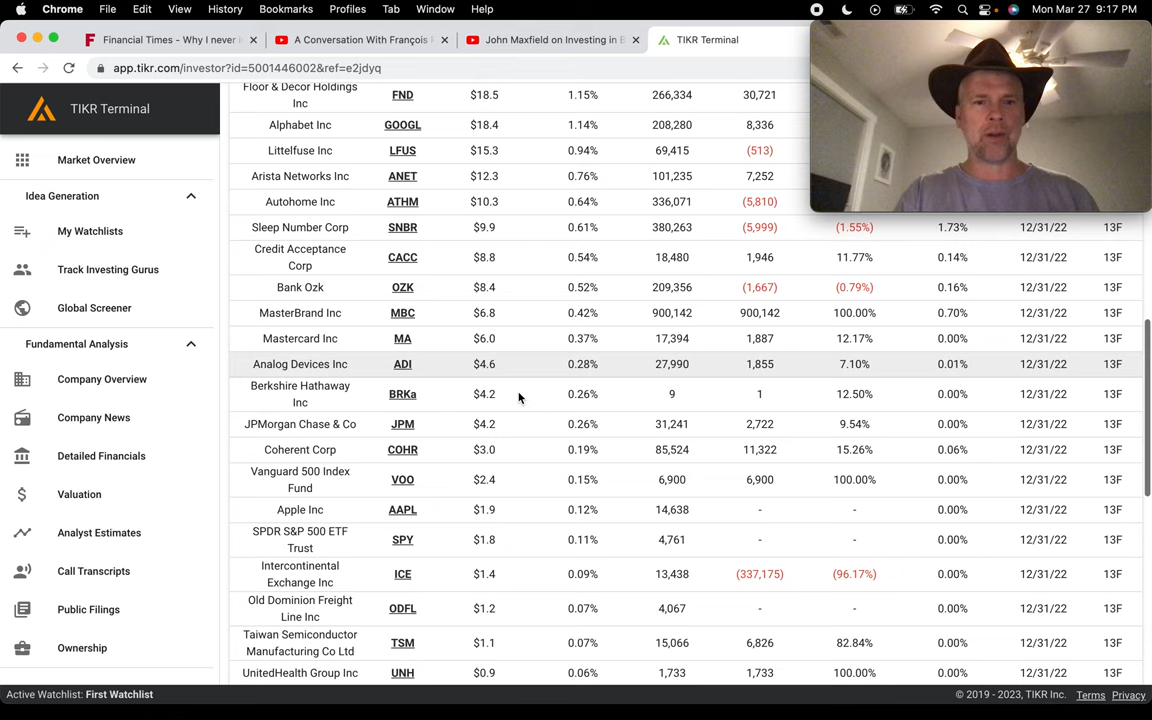 Chrome File Edit View History Bookmarks Profiles Tab Window Help Mon Mar 27 9:17 PM
Financial Times - Why I never i × A Conversation With François × John Maxfield on Investing in B × TIKR Terminal
app.tikr.com/investor?id=5001446002&ref=e2jdyq
TIKR Terminal
Market Overview
Idea Generation
My Watchlists
Track Investing Gurus
Global Screener
Fundamental Analysis
Company Overview
Company News
Detailed Financials
Valuation
Analyst Estimates
Call Transcripts
Public Filings
Ownership
Floor & Decor Holdings
Inc FND $18.5 1.15% 266,334 30,721
Alphabet Inc GOOGL $18.4 1.14% 208,280 8,336
Littelfuse Inc LFUS $15.3 0.94% 69,415 (513)
Arista Networks Inc ANET $12.3 0.76% 101,235 7,252
Autohome Inc ATHM $10.3 0.64% 336,071 (5,810)
Sleep Number Corp SNBR $9.9 0.61% 380,263 (5,999) (1.55%) 1.73% 12/31/22 13F
Credit Acceptance
Corp CACC $8.8 0.54% 18,480 1,946 11.77% 0.14% 12/31/22 13F
Bank Ozk OZK $8.4 0.52% 209,356 (1,667) (0.79%) 0.16% 12/31/22 13F
MasterBrand Inc MBC $6.8 0.42% 900,142 900,142 100.00% 0.70% 12/31/22 13F
Mastercard Inc MA $6.0 0.37% 17,394 1,887 12.17% 0.00% 12/31/22 13F
Analog Devices Inc ADI $4.6 0.28% 27,990 1,855 7.10% 0.01% 12/31/22 13F
Berkshire Hathaway
Inc BRKa $4.2 0.26% 9 1 12.50% 0.00% 12/31/22 13F
JPMorgan Chase & Co JPM $4.2 0.26% 31,241 2,722 9.54% 0.00% 12/31/22 13F
Coherent Corp COHR $3.0 0.19% 85,524 11,322 15.26% 0.06% 12/31/22 13F
Vanguard 500 Index
Fund VOO $2.4 0.15% 6,900 6,900 100.00% 0.00% 12/31/22 13F
Apple Inc AAPL $1.9 0.12% 14,638 - - 0.00% 12/31/22 13F
SPDR S&P 500 ETF
Trust SPY $1.8 0.11% 4,761 - - 0.00% 12/31/22 13F
Intercontinental
Exchange Inc ICE $1.4 0.09% 13,438 (337,175) (96.17%) 0.00% 12/31/22 13F
Old Dominion Freight
Line Inc ODFL $1.2 0.07% 4,067 - - 0.00% 12/31/22 13F
Taiwan Semiconductor
Manufacturing Co Ltd TSM $1.1 0.07% 15,066 6,826 82.84% 0.00% 12/31/22 13F
UnitedHealth Group Inc UNH $0.9 0.06% 1,733 1,733 100.00% 0.00% 12/31/22 13F
Active Watchlist: First Watchlist © 2019 - 2023, TIKR Inc. Terms Privacy